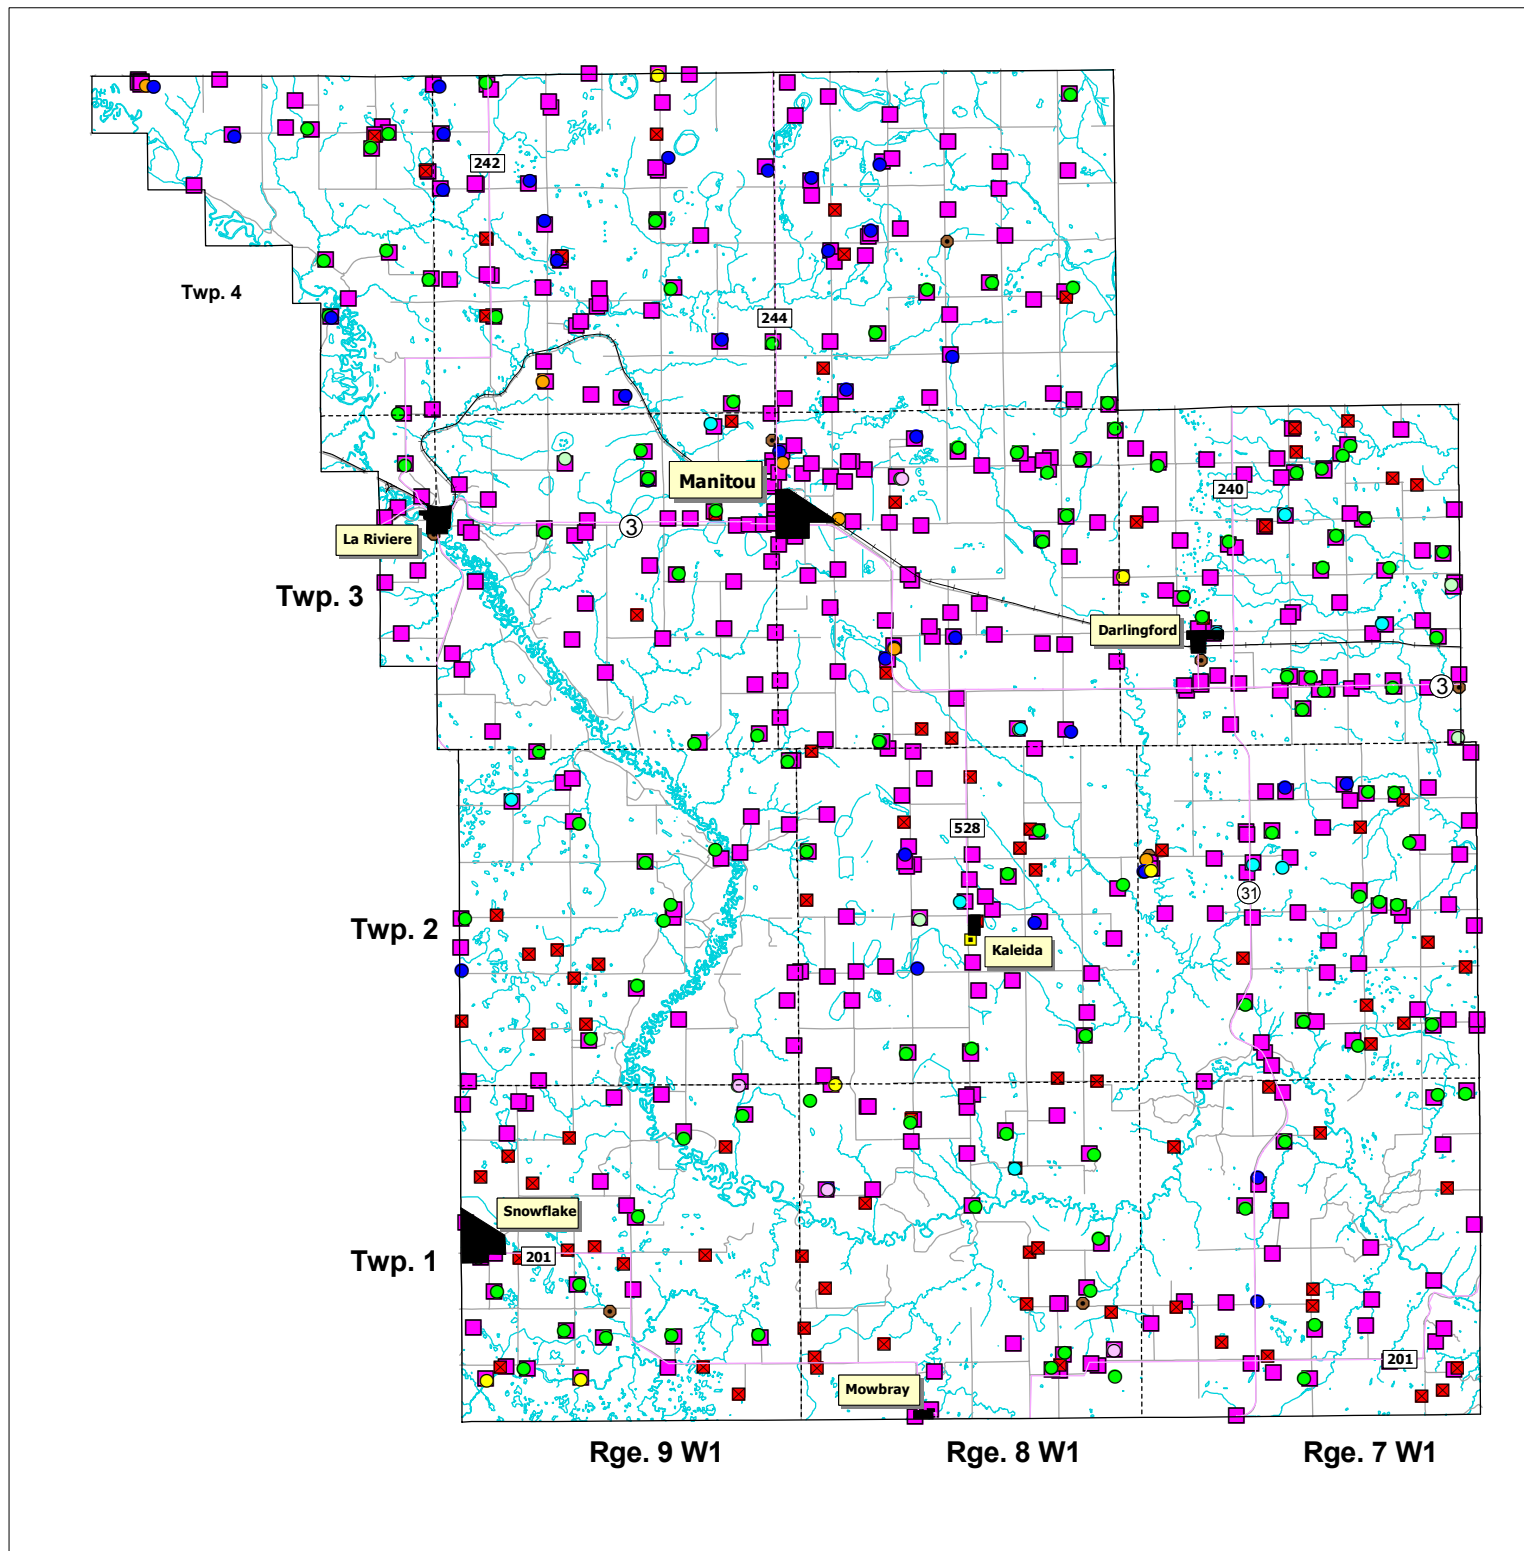 242
Twp. 4
244
Manitou
240
La Riviere
3
Twp. 3
Darlingford
3
528
31
Twp. 2
Kaleida
Snowflake
Twp. 1
201
201
Mowbray
Rge. 9 W1
Rge. 8 W1
Rge. 7 W1